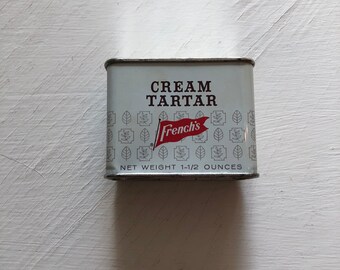 CREAM
TARTAR
French's
NET WEIGHT 1-1/2 OUNCES